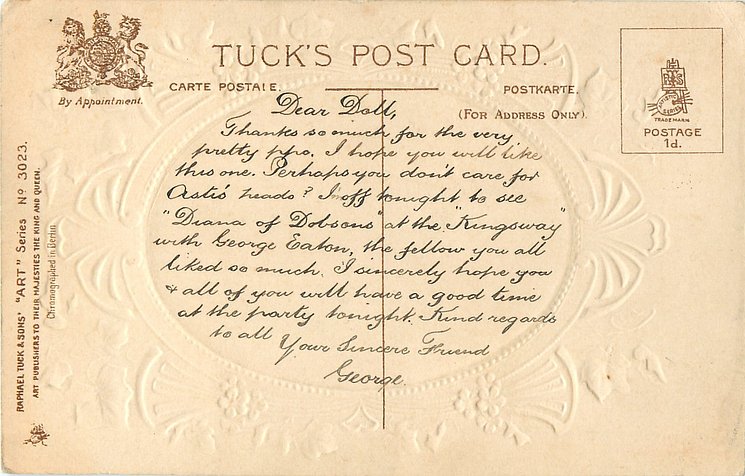 TUCK'S POST CARD.
By Appointment.
CARTE POSTALE.
POSTKARTE.
(FOR ADDRESS ONLY).
TRADE MARK
POSTAGE
1d.
Dear Doll,
Thanks so much for the very
pretty ppc, I hope you will like
this one. Perhaps you don't care for
Asti's heads? I'm off tonight to see
"Diana of Dobsons" at the "Kingsway"
with George Eaton, the fellow you all
liked so much. I sincerely hope you
& all of you will have a good time
at the party tonight. Kind regards
to all
Your Sincere Friend
George.
RAPHAEL TUCK & SONS' "ART" Series No 3023.
ART PUBLISHERS TO THEIR MAJESTIES THE KING AND QUEEN.
Chromographed in Berlin